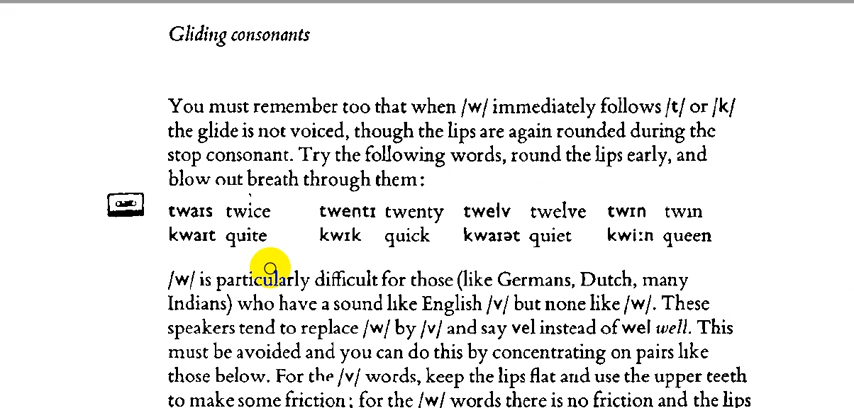 Gliding consonants
You must remember too that when /w/ immediately follows /t/ or /k/
the glide is not voiced, though the lips are again rounded during the
stop consonant. Try the following words, round the lips early, and
blow out breath through them:
twaɪs twice twentɪ twenty twelv twelve twɪn twin
kwaɪt quite kwɪk quick kwaɪət quiet kwiːn queen
/w/ is particularly difficult for those (like Germans, Dutch, many
Indians) who have a sound like English /v/ but none like /w/. These
speakers tend to replace /w/ by /v/ and say vel instead of wel well. This
must be avoided and you can do this by concentrating on pairs like
those below. For the /v/ words, keep the lips flat and use the upper teeth
to make some friction; for the /w/ words there is no friction and the lips